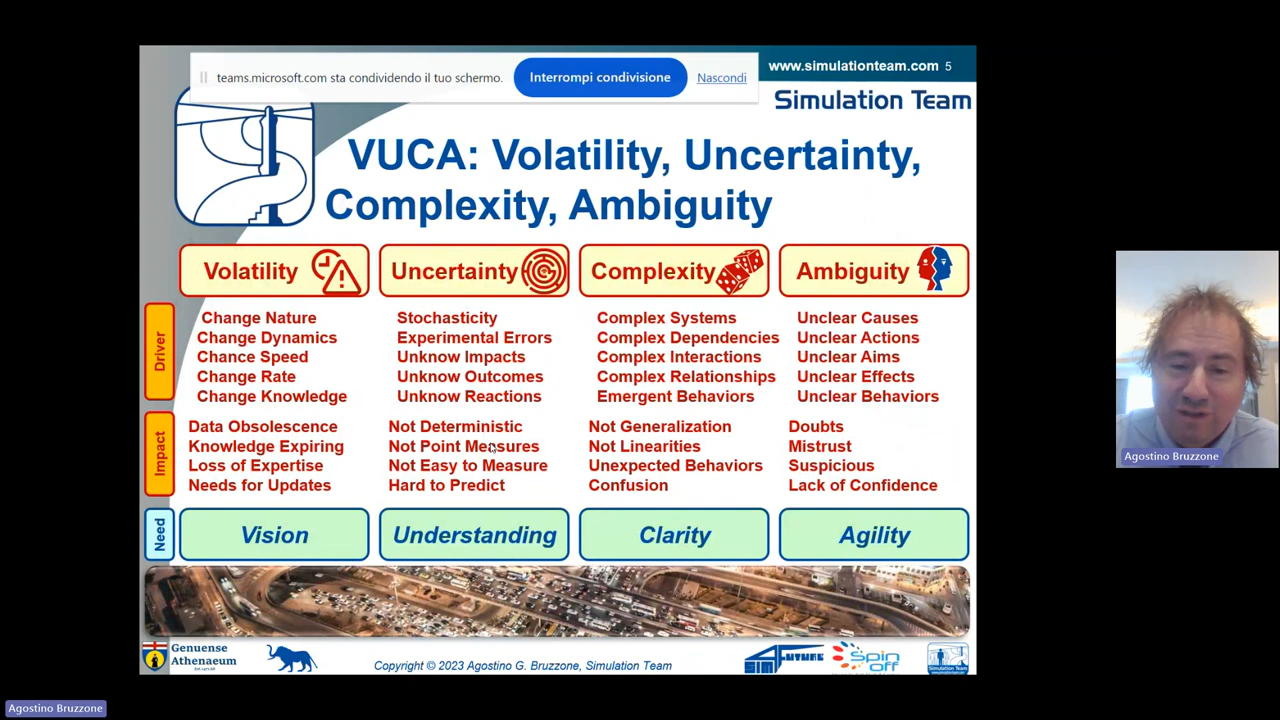 teams.microsoft.com sta condividendo il tuo schermo.
Interrompi condivisione
Nascondi
www.simulationteam.com 5
Simulation Team
VUCA: Volatility, Uncertainty,
Complexity, Ambiguity
Volatility
Uncertainty
Complexity
Ambiguity
Driver
Change Nature
Change Dynamics
Chance Speed
Change Rate
Change Knowledge
Stochasticity
Experimental Errors
Unknow Impacts
Unknow Outcomes
Unknow Reactions
Complex Systems
Complex Dependencies
Complex Interactions
Complex Relationships
Emergent Behaviors
Unclear Causes
Unclear Actions
Unclear Aims
Unclear Effects
Unclear Behaviors
Impact
Data Obsolescence
Knowledge Expiring
Loss of Expertise
Needs for Updates
Not Deterministic
Not Point Measures
Not Easy to Measure
Hard to Predict
Not Generalization
Not Linearities
Unexpected Behaviors
Confusion
Doubts
Mistrust
Suspicious
Lack of Confidence
Need
Vision
Understanding
Clarity
Agility
Genuense
Athenaeum
Copyright © 2023 Agostino G. Bruzzone, Simulation Team
SIM FUTURE
Spin
off
Simulation Team
Agostino Bruzzone
Agostino Bruzzone